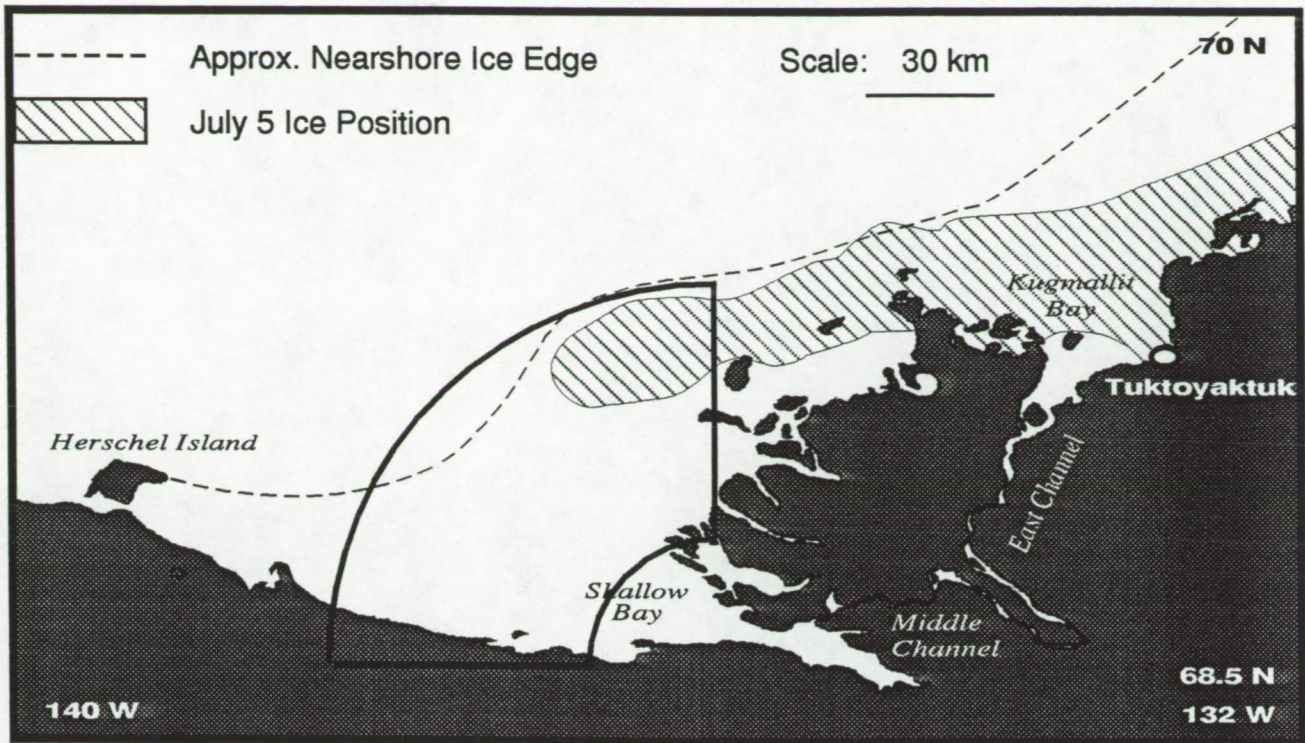 70 N
Approx. Nearshore Ice Edge
Scale: 30 km
July 5 Ice Position
Kugmallit
Bay
Tuktoyaktuk
Herschel Island
East Channel
Shallow
Bay
Middle
Channel
68.5 N
140 W
132 W